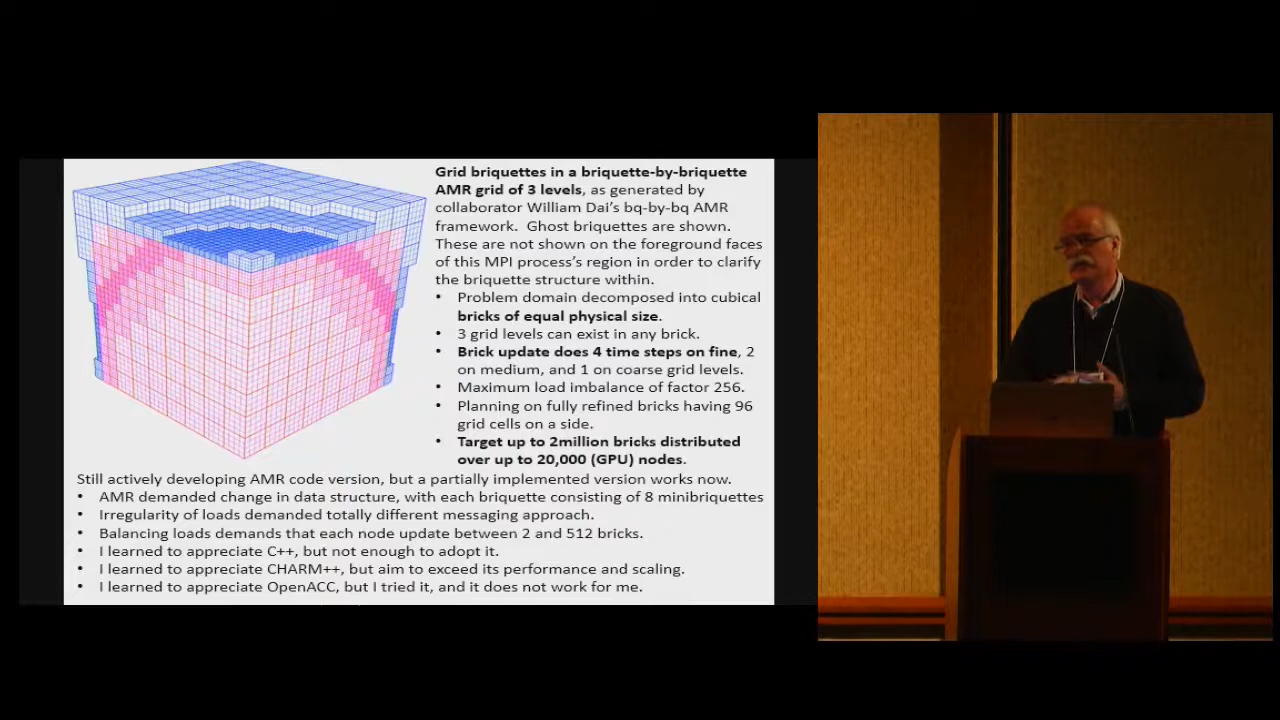 Grid briquettes in a briquette-by-briquette
AMR grid of 3 levels, as generated by
collaborator William Dai's bq-by-bq AMR
framework. Ghost briquettes are shown.
These are not shown on the foreground faces
of this MPI process's region in order to clarify
the briquette structure within.
• Problem domain decomposed into cubical
bricks of equal physical size.
• 3 grid levels can exist in any brick.
• Brick update does 4 time steps on fine, 2
on medium, and 1 on coarse grid levels.
• Maximum load imbalance of factor 256.
• Planning on fully refined bricks having 96
grid cells on a side.
• Target up to 2million bricks distributed
over up to 20,000 (GPU) nodes.
Still actively developing AMR code version, but a partially implemented version works now.
• AMR demanded change in data structure, with each briquette consisting of 8 minibriquettes
• Irregularity of loads demanded totally different messaging approach.
• Balancing loads demands that each node update between 2 and 512 bricks.
• I learned to appreciate C++, but not enough to adopt it.
• I learned to appreciate CHARM++, but aim to exceed its performance and scaling.
• I learned to appreciate OpenACC, but I tried it, and it does not work for me.